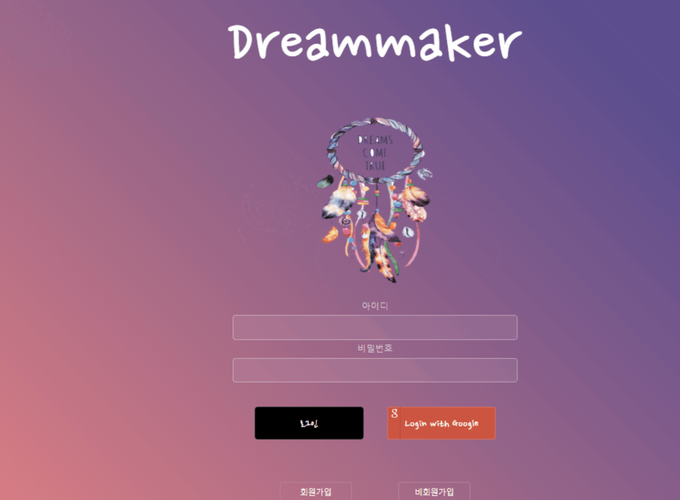 Dreammaker
DREAMS
COME
TRUE
아이디
비밀번호
로그인
8 Login with Google
회원가입
비회원가입